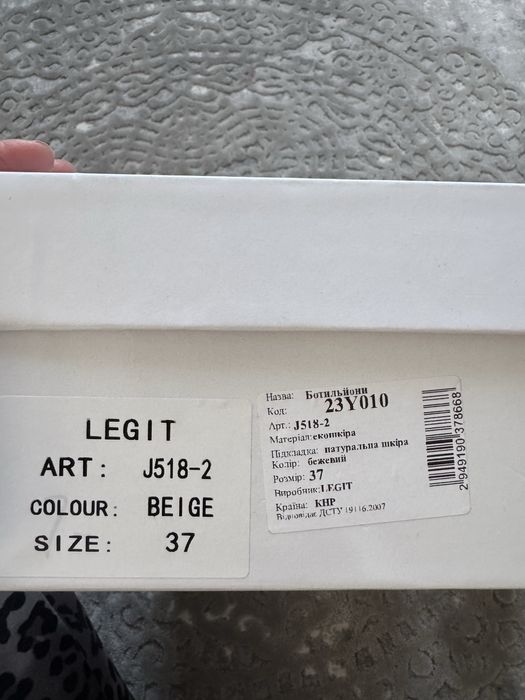 LEGIT
ART: J518-2
COLOUR: BEIGE
SIZE: 37
Назва: Ботильйони
Код: 23Y010
Арт.: J518-2
Матеріал:екошкіра
Підкладка: натуральна шкіра
Колір: бежевий
Розмір: 37
Виробник:LEGIT
Країна: КНР
Відповідає ДСТУ 19116.2007
2949190378668